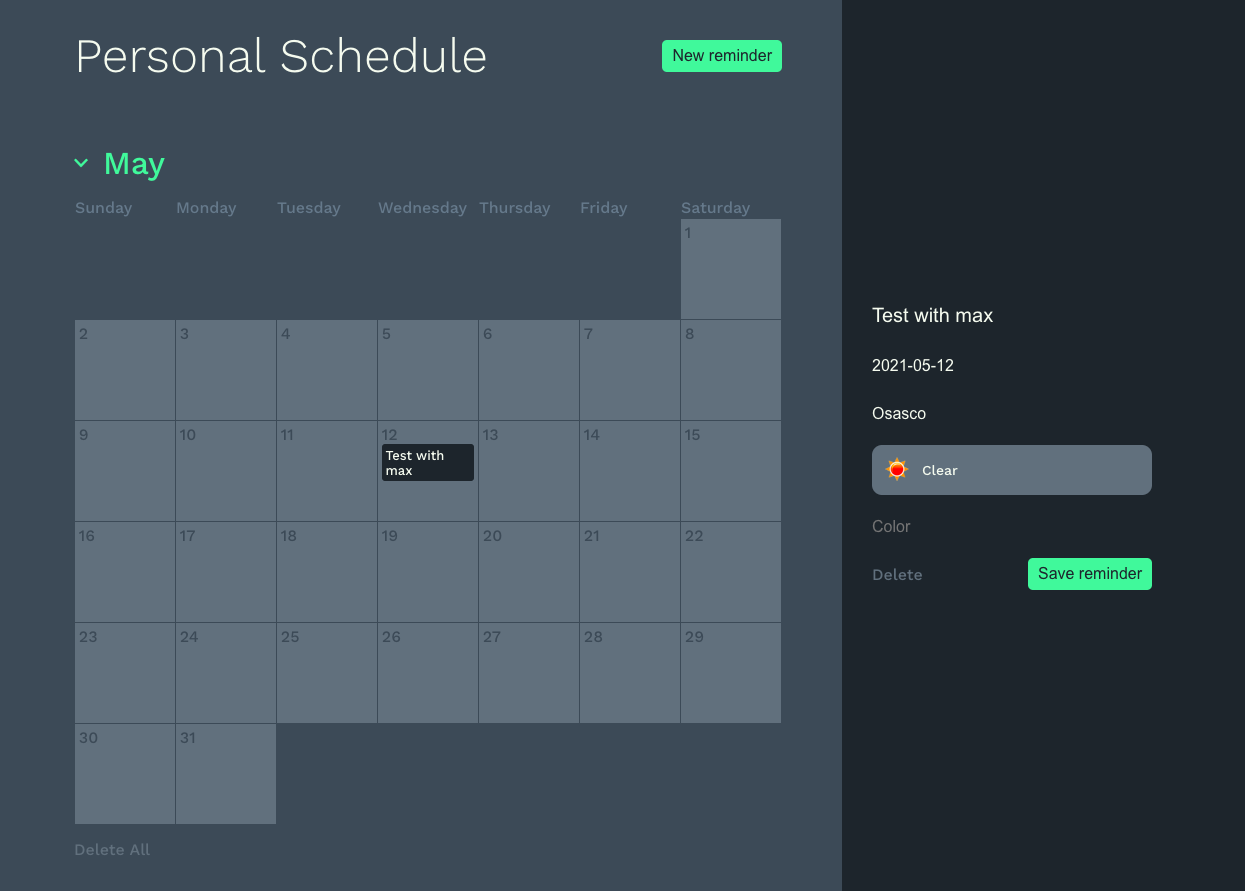 Personal Schedule
New reminder
May
Sunday Monday Tuesday Wednesday Thursday Friday Saturday
1
2 3 4 5 6 7 8
9 10 11 12 13 14 15
Test with
max
16 17 18 19 20 21 22
23 24 25 26 27 28 29
30 31
Delete All
Test with max
2021-05-12
Osasco
Clear
Color
Delete Save reminder